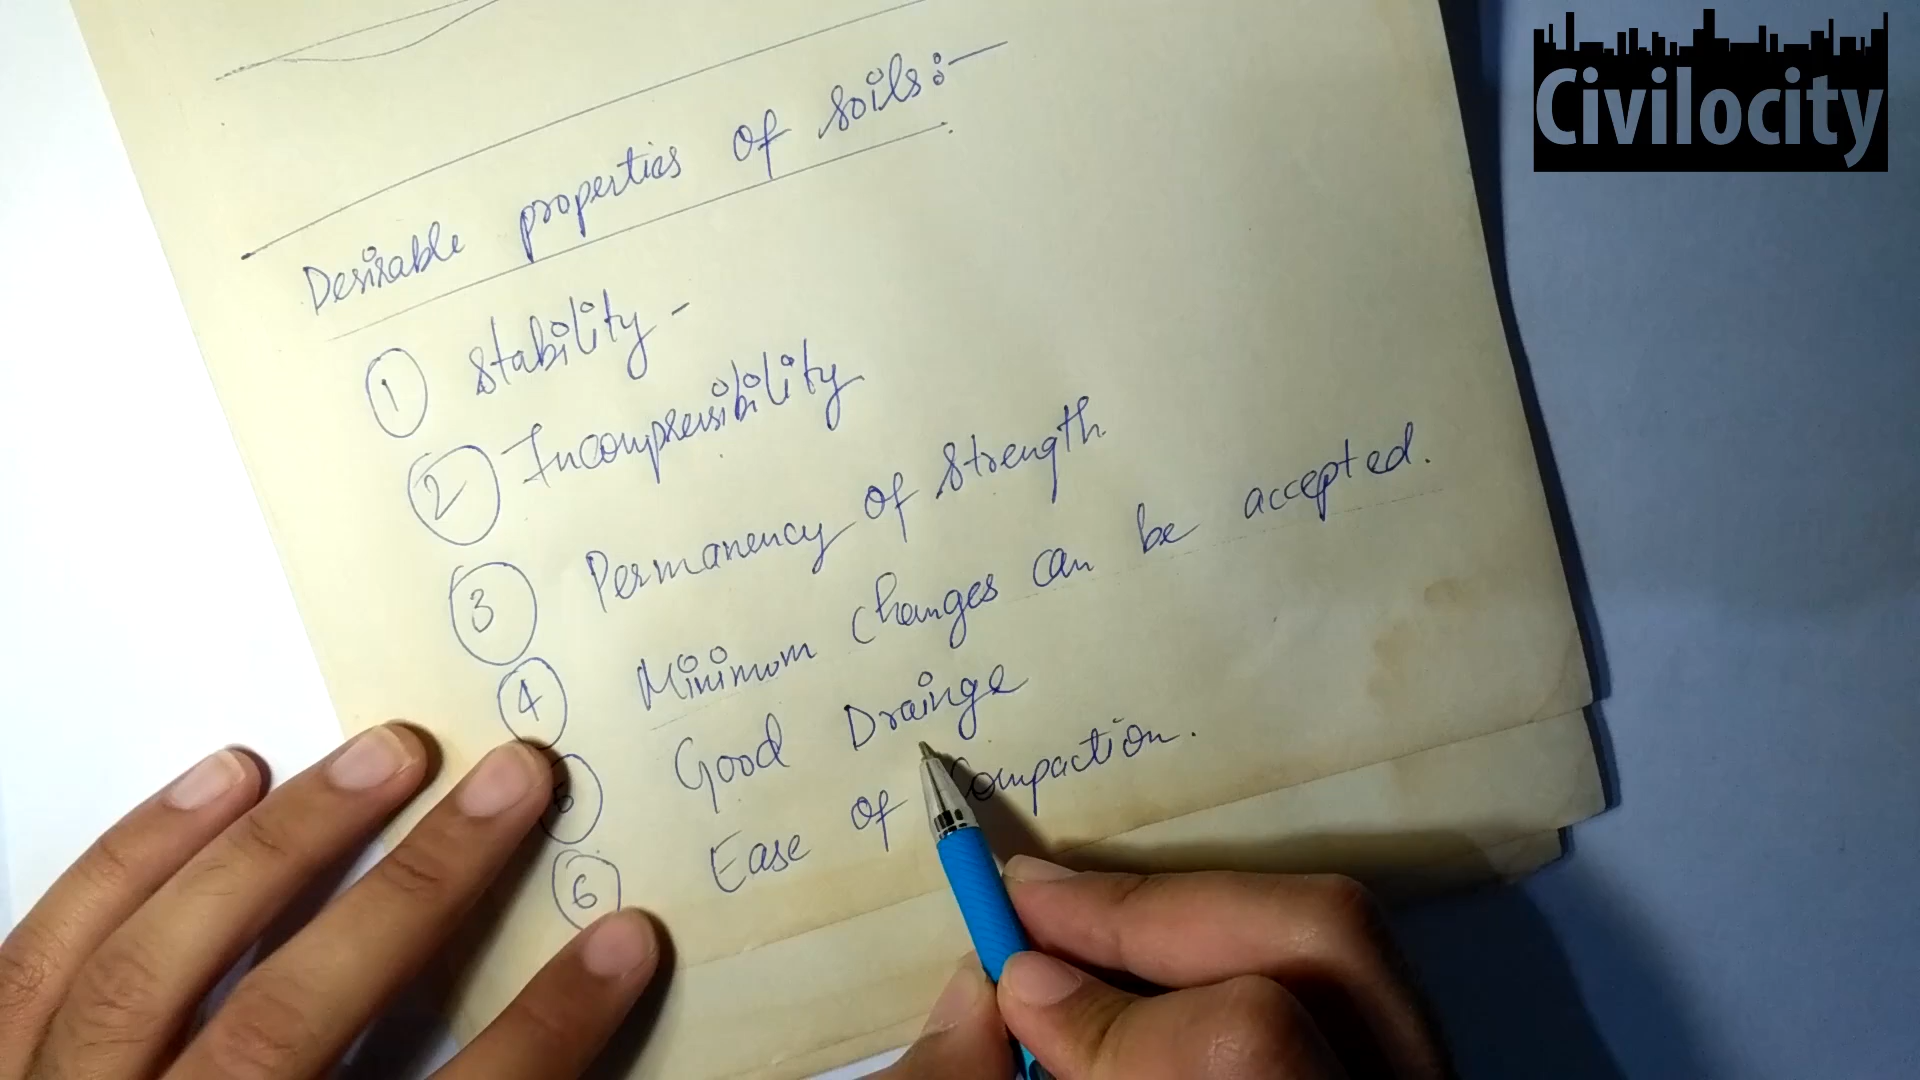 Civilocity
Desirable properties of soils:-
1 Stability -
2 Incompressibility
3 Permanency of strength
4 Minimum changes can be accepted.
5 Good Drainge
6 Ease of Compaction.